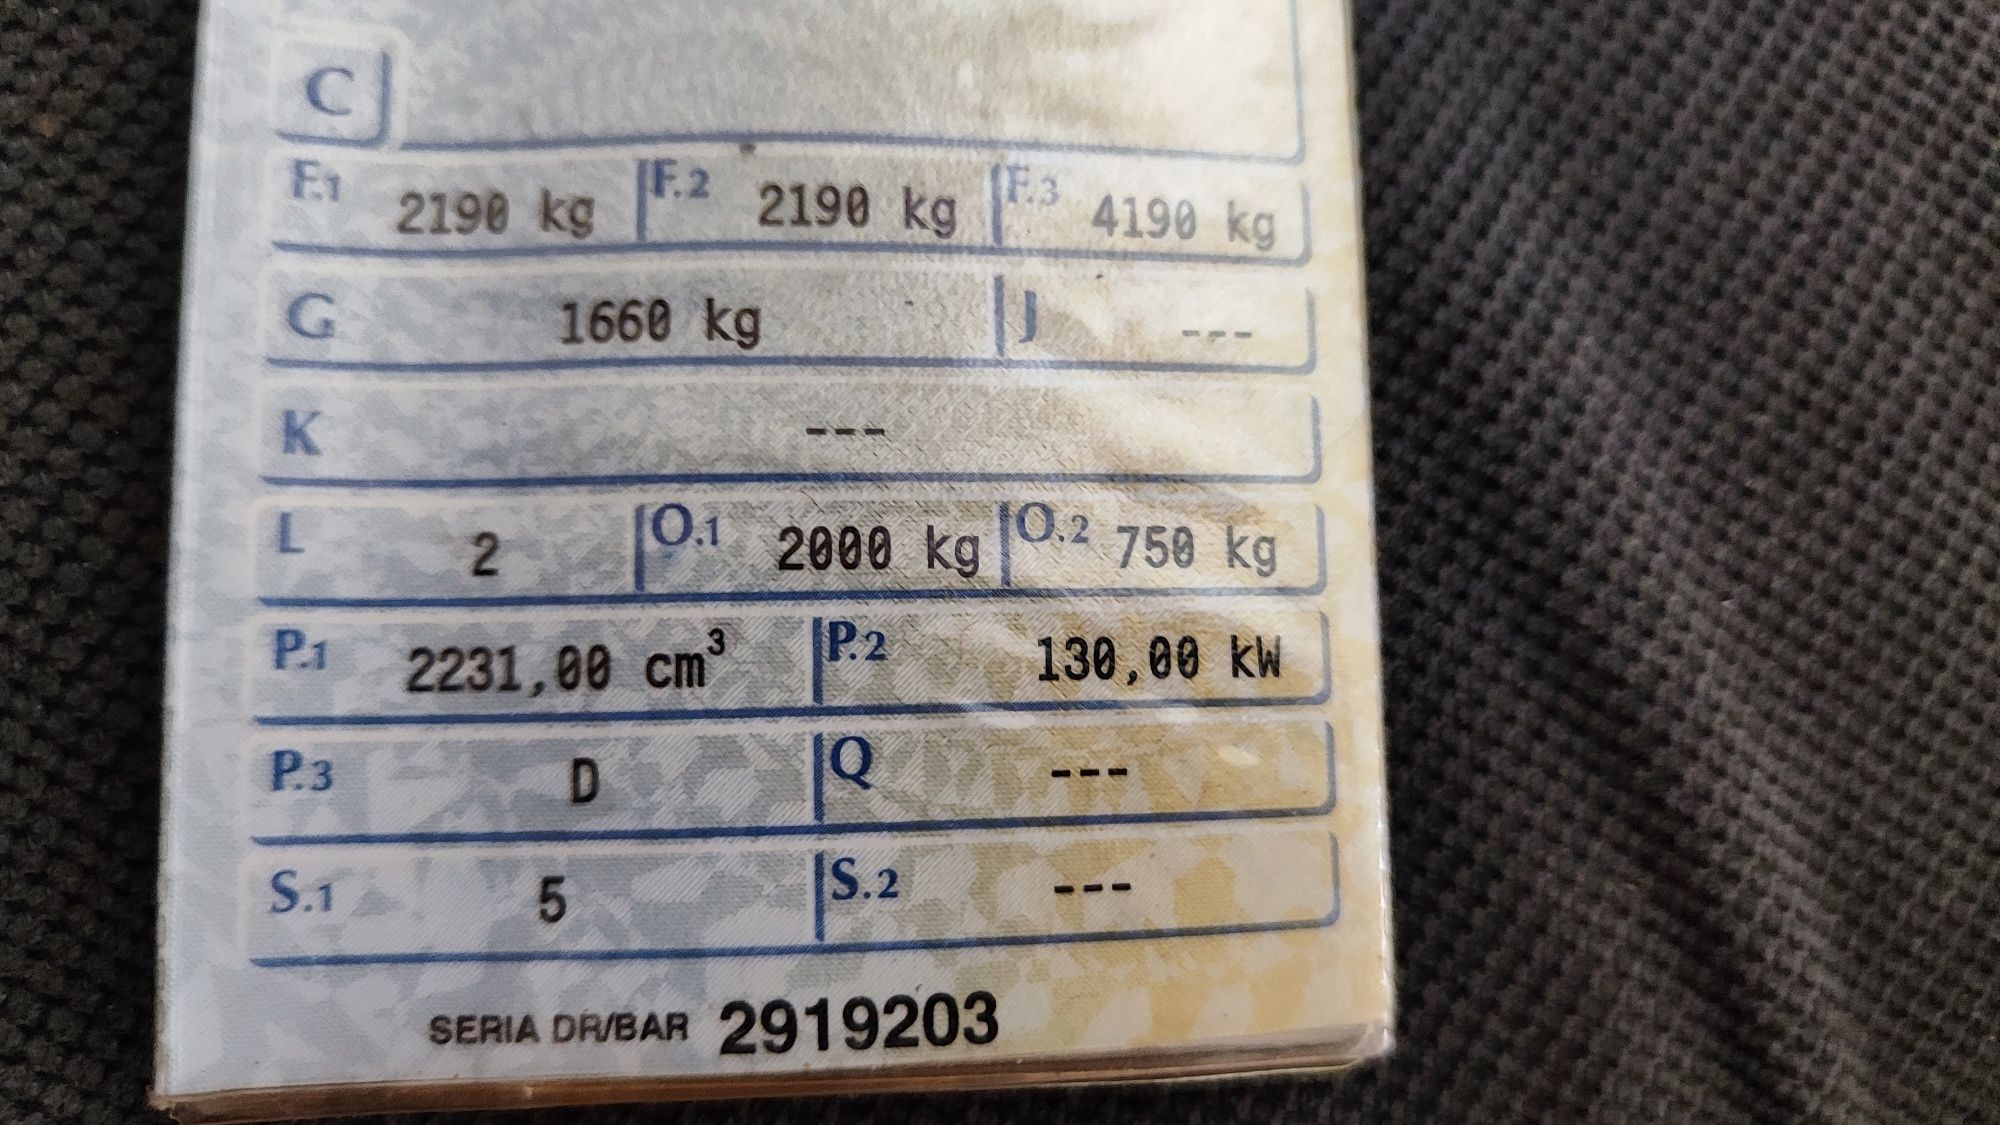 C
F.1 2190 kg F.2 2190 kg F.3 4190 kg
G 1660 kg J ---
K ---
L 2 O.1 2000 kg O.2 750 kg
P.1 2231,00 cm³ P.2 130,00 kW
P.3 D Q ---
S.1 5 S.2 ---
SERIA DR/BAR 2919203